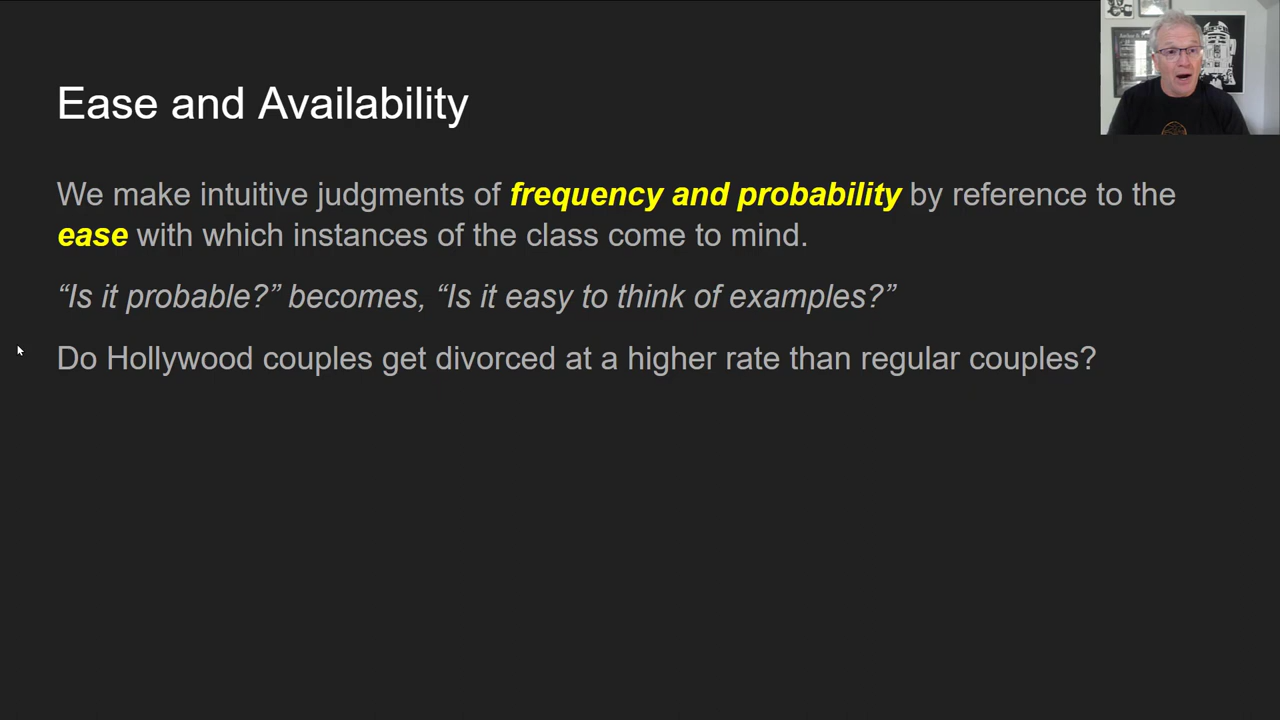 Ease and Availability
We make intuitive judgments of frequency and probability by reference to the
ease with which instances of the class come to mind.
“Is it probable?” becomes, “Is it easy to think of examples?”
Do Hollywood couples get divorced at a higher rate than regular couples?